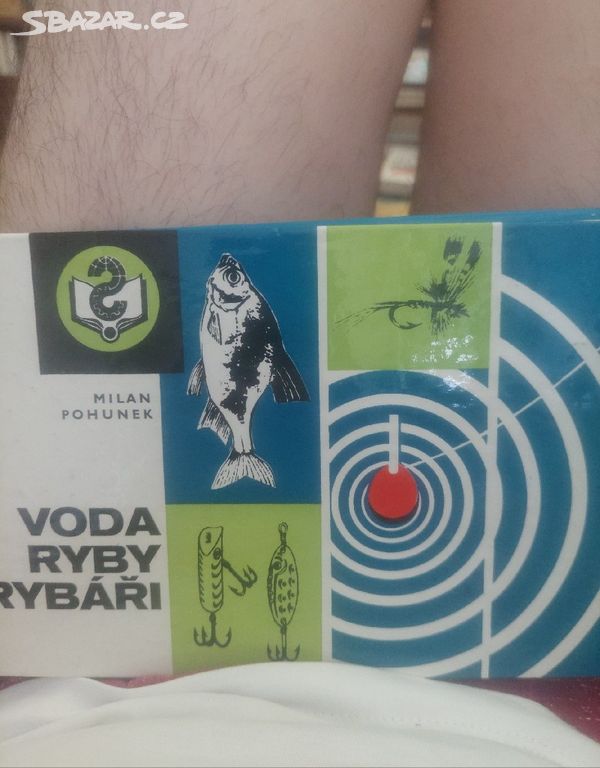 SBAZAR.CZ
MILAN
POHUNEK
VODA
RYBY
RYBÁŘI